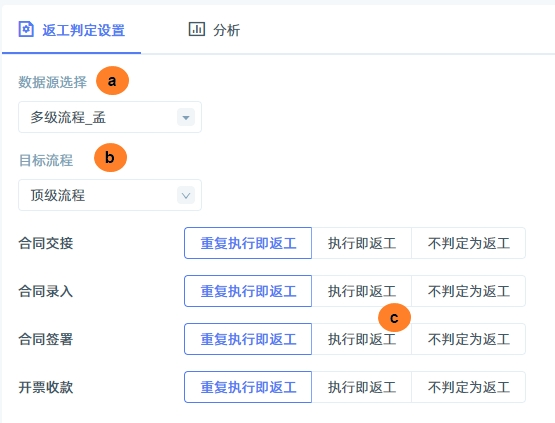 返工判定设置 分析
数据源选择 a
多级流程_孟
目标流程 b
顶级流程
合同交接 重复执行即返工 执行即返工 不判定为返工
合同录入 重复执行即返工 执行即返工 不判定为返工
c
合同签署 重复执行即返工 执行即返工 不判定为返工
开票收款 重复执行即返工 执行即返工 不判定为返工